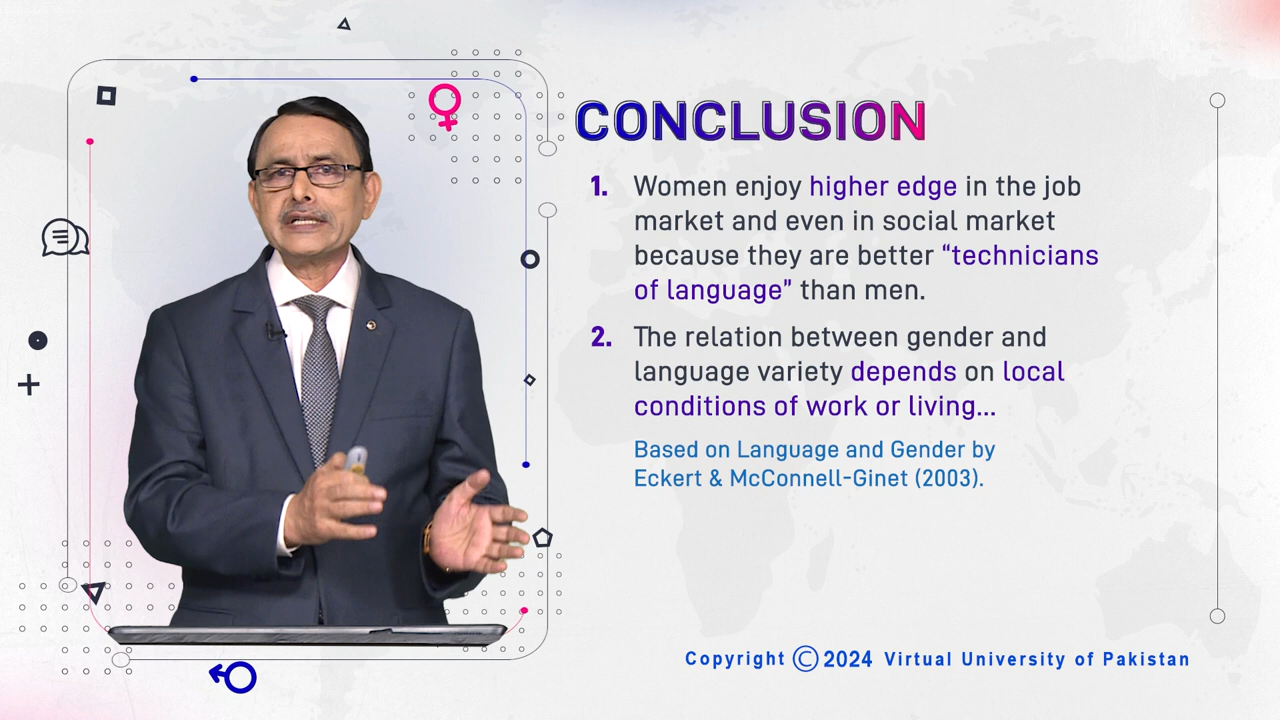 CONCLUSION
1. Women enjoy higher edge in the job
market and even in social market
because they are better “technicians
of language” than men.
2. The relation between gender and
language variety depends on local
conditions of work or living...
Based on Language and Gender by
Eckert & McConnell-Ginet (2003).
Copyright © 2024 Virtual University of Pakistan